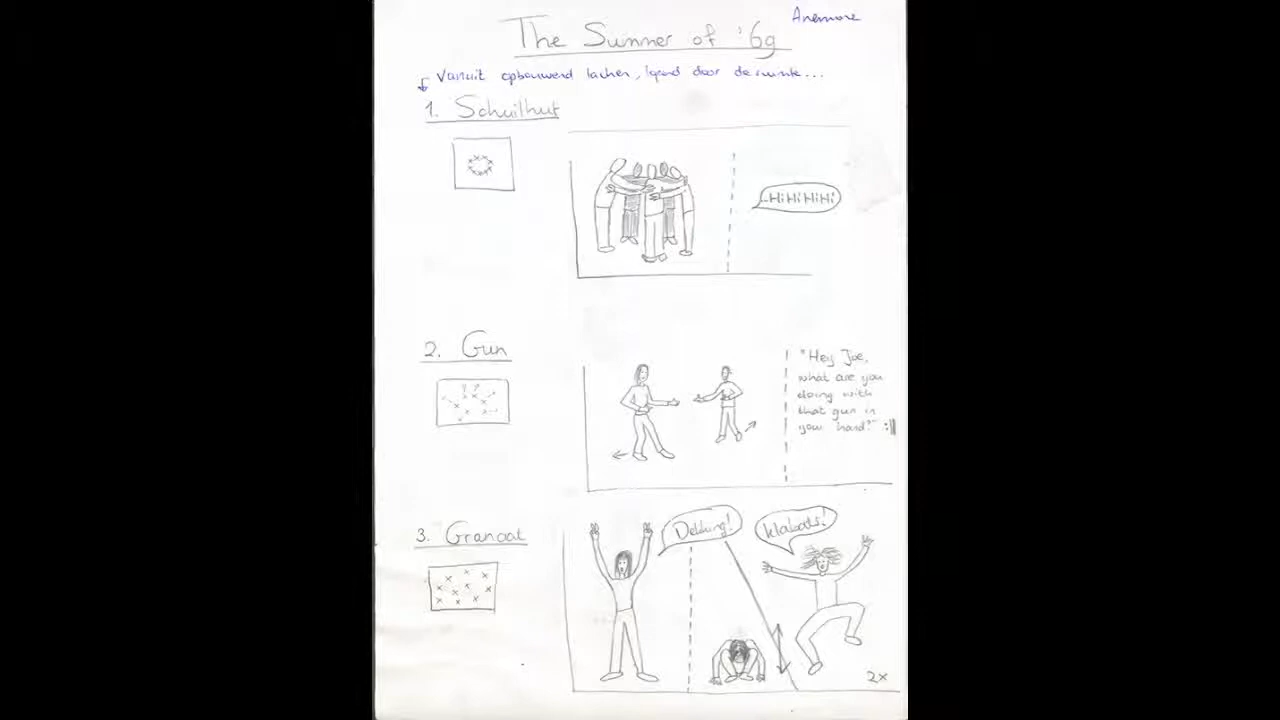 Anemone
The Summer of '69
Vanuit opbouwend lachen, lopend door de ruimte...
1. Schuilhut
...HiHiHiHi
2. Gun
"Hey Joe,
what are you
doing with
that gun in
your hand?" :||
3. Granaat
Dekking!
Klabats!
2x